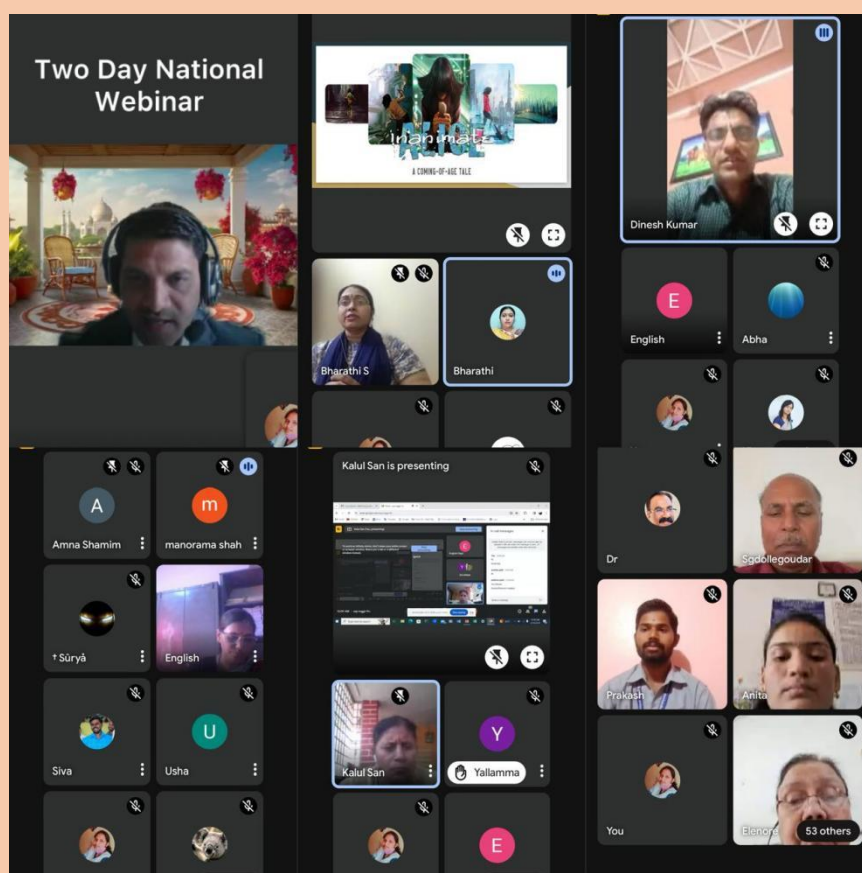 Two Day National
Webinar
Inanimate
ALICE
A COMING-OF-AGE TALE
Bharathi S
Bharathi
Dinesh Kumar
E
English
Abha
A
Amna Shamim
m
manorama shah
† Sūryå
English
Siva
U
Usha
Kalul San is presenting
Kalul San
Y
Yallamma
E
Dr
Sgdollegoudar
Prakash
Anita
You
Elenore
53 others